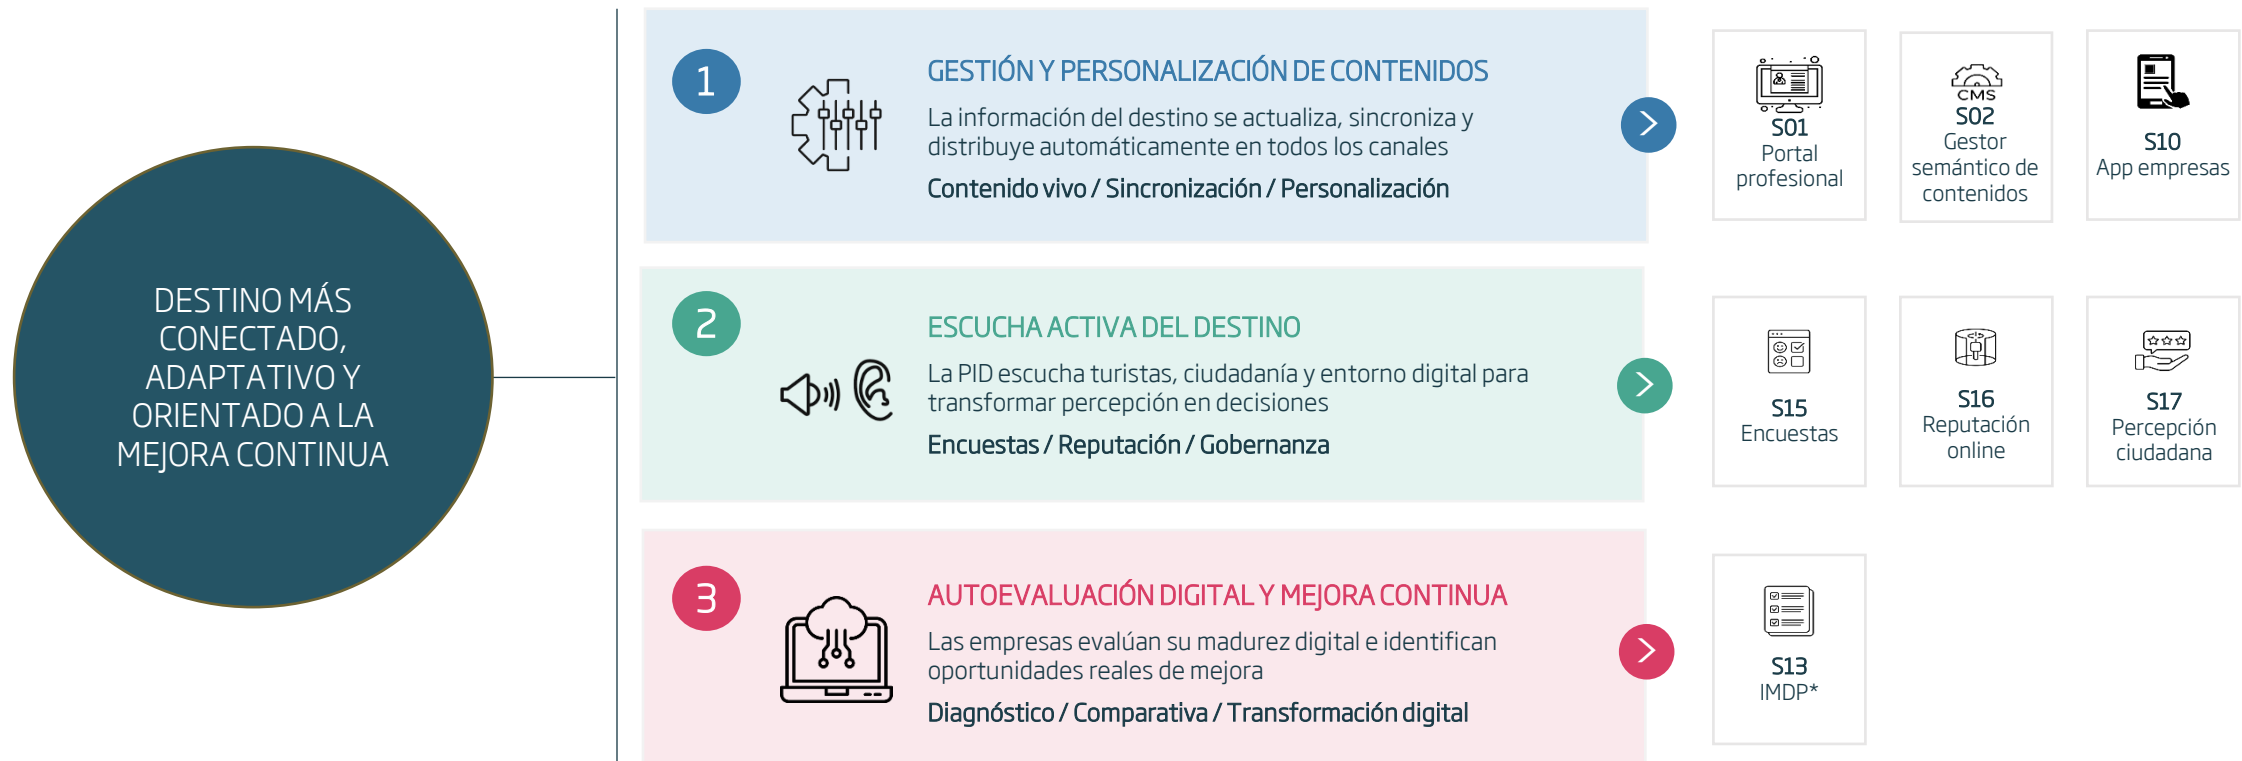 DESTINO MÁS
CONECTADO,
ADAPTATIVO Y
ORIENTADO A LA
MEJORA CONTINUA
1
GESTIÓN Y PERSONALIZACIÓN DE CONTENIDOS
La información del destino se actualiza, sincroniza y
distribuye automáticamente en todos los canales
Contenido vivo / Sincronización / Personalización
S01
Portal
profesional
CMS
S02
Gestor
semántico de
contenidos
S10
App empresas
2
ESCUCHA ACTIVA DEL DESTINO
La PID escucha turistas, ciudadanía y entorno digital para
transformar percepción en decisiones
Encuestas / Reputación / Gobernanza
S15
Encuestas
S16
Reputación
online
S17
Percepción
ciudadana
3
AUTOEVALUACIÓN DIGITAL Y MEJORA CONTINUA
Las empresas evalúan su madurez digital e identifican
oportunidades reales de mejora
Diagnóstico / Comparativa / Transformación digital
S13
IMDP*